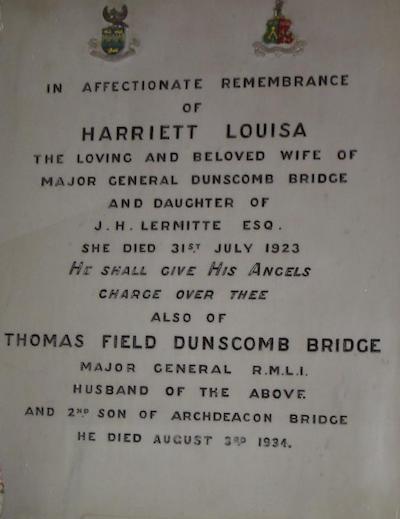 IN AFFECTIONATE REMEMBRANCE
OF
HARRIETT LOUISA
THE LOVING AND BELOVED WIFE OF
MAJOR GENERAL DUNSCOMB BRIDGE
AND DAUGHTER OF
J.H. LERMITTE ESQ.
SHE DIED 31ST JULY 1923
HE SHALL GIVE HIS ANGELS
CHARGE OVER THEE
ALSO OF
THOMAS FIELD DUNSCOMB BRIDGE
MAJOR GENERAL R.M.L.I.
HUSBAND OF THE ABOVE
AND 2ND SON OF ARCHDEACON BRIDGE
HE DIED AUGUST 3RD 1934.